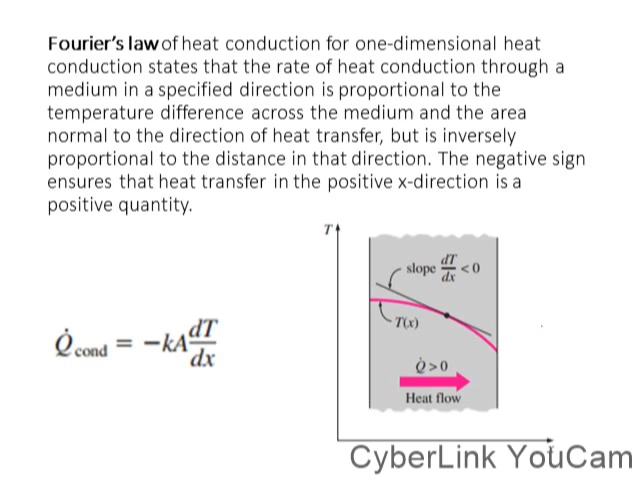 Fourier's law of heat conduction for one-dimensional heat
conduction states that the rate of heat conduction through a
medium in a specified direction is proportional to the
temperature difference across the medium and the area
normal to the direction of heat transfer, but is inversely
proportional to the distance in that direction. The negative sign
ensures that heat transfer in the positive x-direction is a
positive quantity.
T
slope dT/dx < 0
T(x)
Q̇cond = −kA dT/dx
Q̇ > 0
Heat flow
CyberLink YouCam